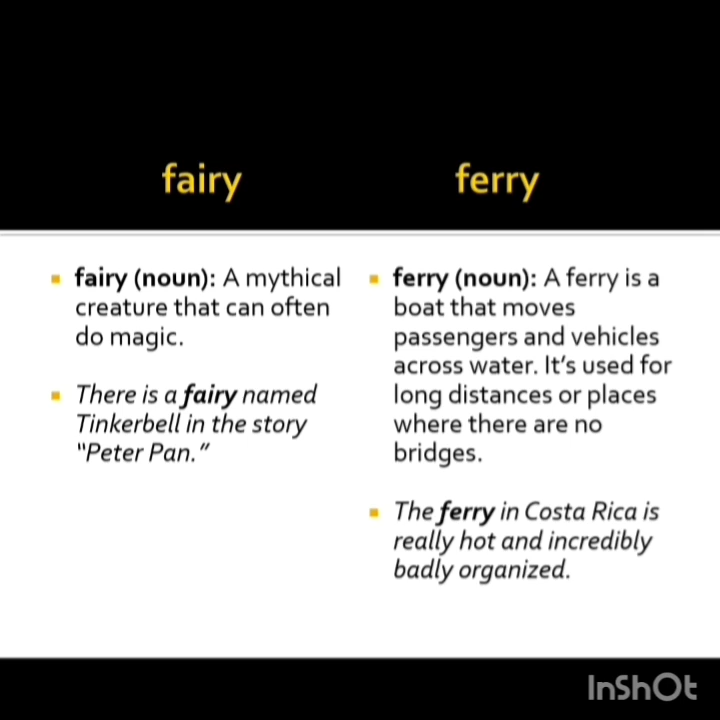 fairy
ferry
fairy (noun): A mythical
creature that can often
do magic.
There is a fairy named
Tinkerbell in the story
"Peter Pan."
ferry (noun): A ferry is a
boat that moves
passengers and vehicles
across water. It's used for
long distances or places
where there are no
bridges.
The ferry in Costa Rica is
really hot and incredibly
badly organized.
InShOt